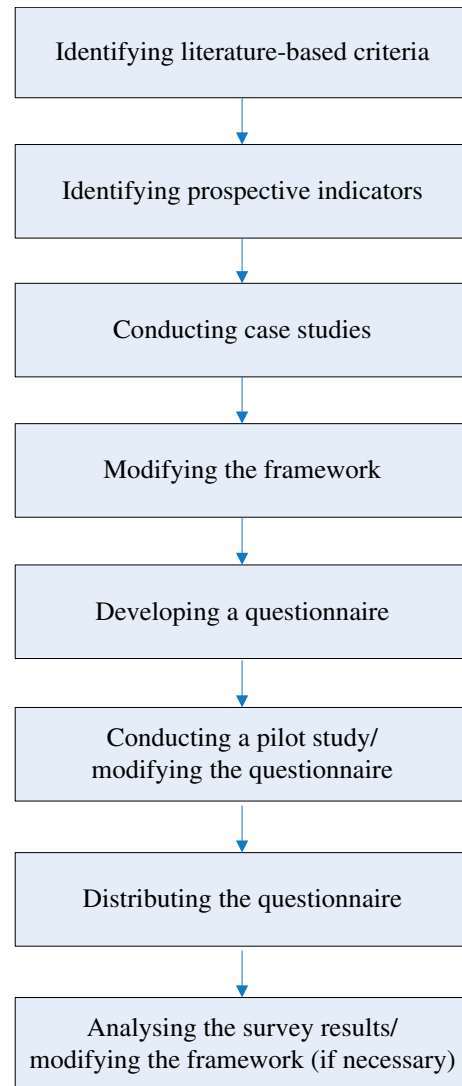 Identifying literature-based criteria
Identifying prospective indicators
Conducting case studies
Modifying the framework
Developing a questionnaire
Conducting a pilot study/
modifying the questionnaire
Distributing the questionnaire
Analysing the survey results/
modifying the framework (if necessary)